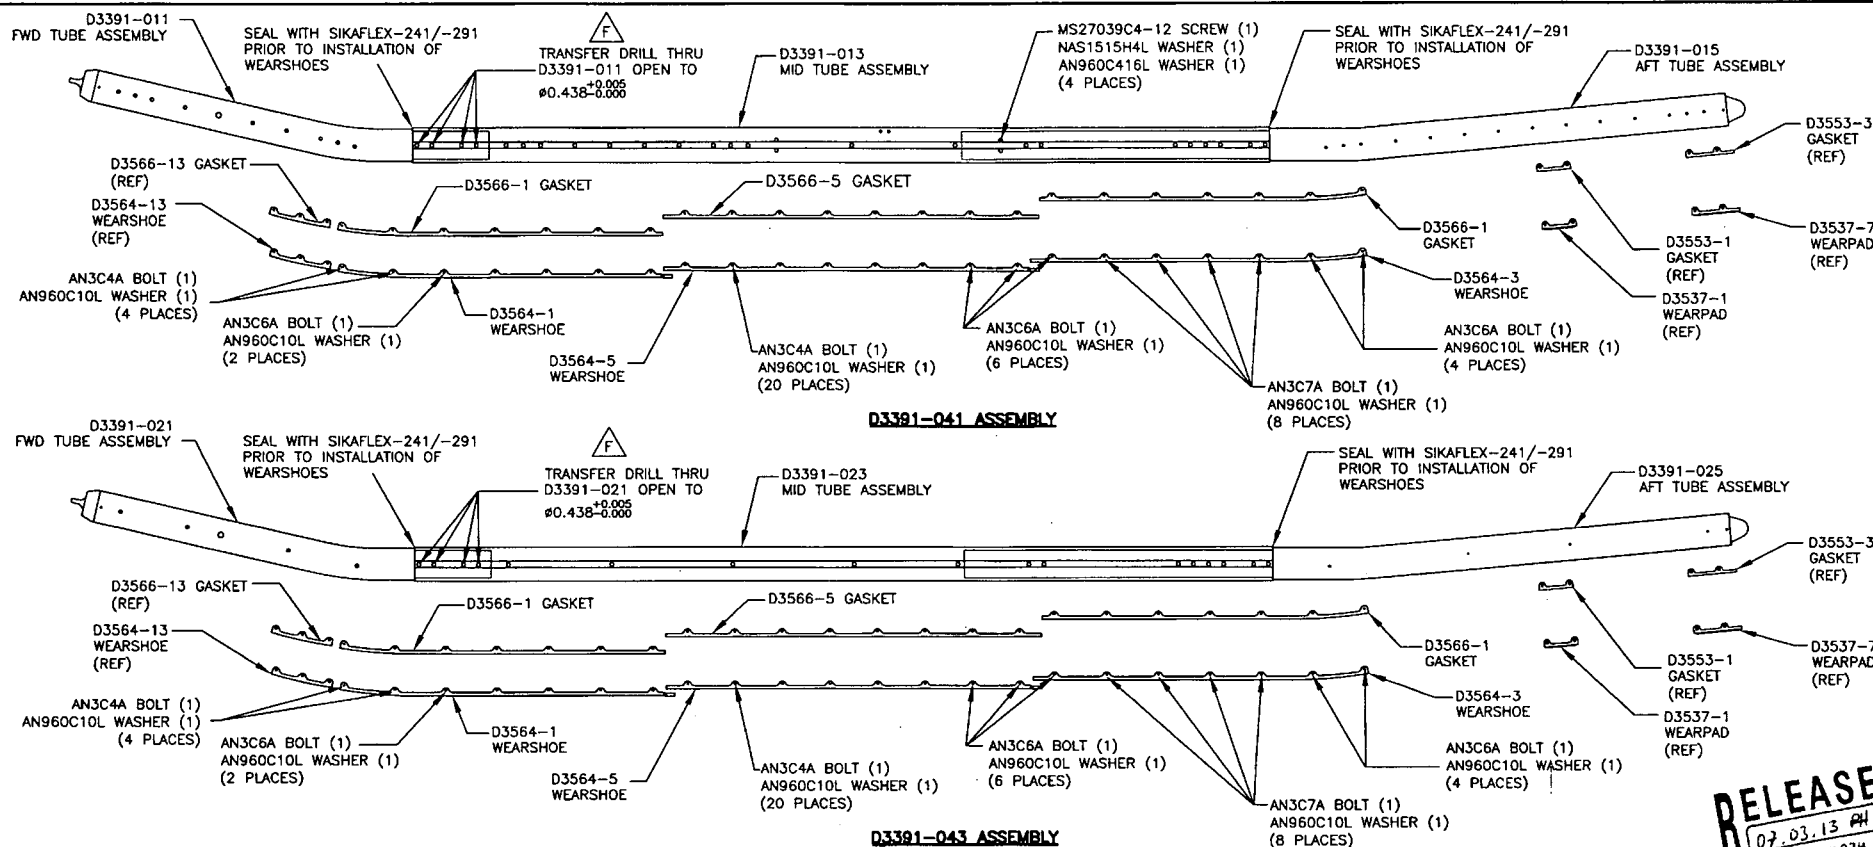 D3391-011
FWD TUBE ASSEMBLY
SEAL WITH SIKAFLEX-241/-291
PRIOR TO INSTALLATION OF
WEARSHOES
F
TRANSFER DRILL THRU
D3391-011 OPEN TO
ø0.438 +0.005 -0.000
D3391-013
MID TUBE ASSEMBLY
MS27039C4-12 SCREW (1)
NAS1515H4L WASHER (1)
AN960C416L WASHER (1)
(4 PLACES)
SEAL WITH SIKAFLEX-241/-291
PRIOR TO INSTALLATION OF
WEARSHOES
D3391-015
AFT TUBE ASSEMBLY
D3553-3
GASKET
(REF)
D3566-13 GASKET
(REF)
D3566-1 GASKET
D3566-5 GASKET
D3564-13
WEARSHOE
(REF)
D3566-1
GASKET
D3553-1
GASKET
(REF)
D3537-7
WEARPAD
(REF)
AN3C4A BOLT (1)
AN960C10L WASHER (1)
(4 PLACES)
D3564-3
WEARSHOE
D3537-1
WEARPAD
(REF)
AN3C6A BOLT (1)
AN960C10L WASHER (1)
(2 PLACES)
D3564-1
WEARSHOE
D3564-5
WEARSHOE
AN3C4A BOLT (1)
AN960C10L WASHER (1)
(20 PLACES)
AN3C6A BOLT (1)
AN960C10L WASHER (1)
(6 PLACES)
AN3C7A BOLT (1)
AN960C10L WASHER (1)
(8 PLACES)
AN3C6A BOLT (1)
AN960C10L WASHER (1)
(4 PLACES)
D3391-041 ASSEMBLY
D3391-021
FWD TUBE ASSEMBLY
SEAL WITH SIKAFLEX-241/-291
PRIOR TO INSTALLATION OF
WEARSHOES
F
TRANSFER DRILL THRU
D3391-021 OPEN TO
ø0.438 +0.005 -0.000
D3391-023
MID TUBE ASSEMBLY
SEAL WITH SIKAFLEX-241/-291
PRIOR TO INSTALLATION OF
WEARSHOES
D3391-025
AFT TUBE ASSEMBLY
D3553-3
GASKET
(REF)
D3566-13 GASKET
(REF)
D3566-1 GASKET
D3566-5 GASKET
D3564-13
WEARSHOE
(REF)
D3566-1
GASKET
D3553-1
GASKET
(REF)
D3537-7
WEARPAD
(REF)
AN3C4A BOLT (1)
AN960C10L WASHER (1)
(4 PLACES)
D3564-3
WEARSHOE
D3537-1
WEARPAD
(REF)
AN3C6A BOLT (1)
AN960C10L WASHER (1)
(2 PLACES)
D3564-1
WEARSHOE
D3564-5
WEARSHOE
AN3C4A BOLT (1)
AN960C10L WASHER (1)
(20 PLACES)
AN3C6A BOLT (1)
AN960C10L WASHER (1)
(6 PLACES)
AN3C7A BOLT (1)
AN960C10L WASHER (1)
(8 PLACES)
AN3C6A BOLT (1)
AN960C10L WASHER (1)
(4 PLACES)
D3391-043 ASSEMBLY
RELEASE
07.03.13 PH